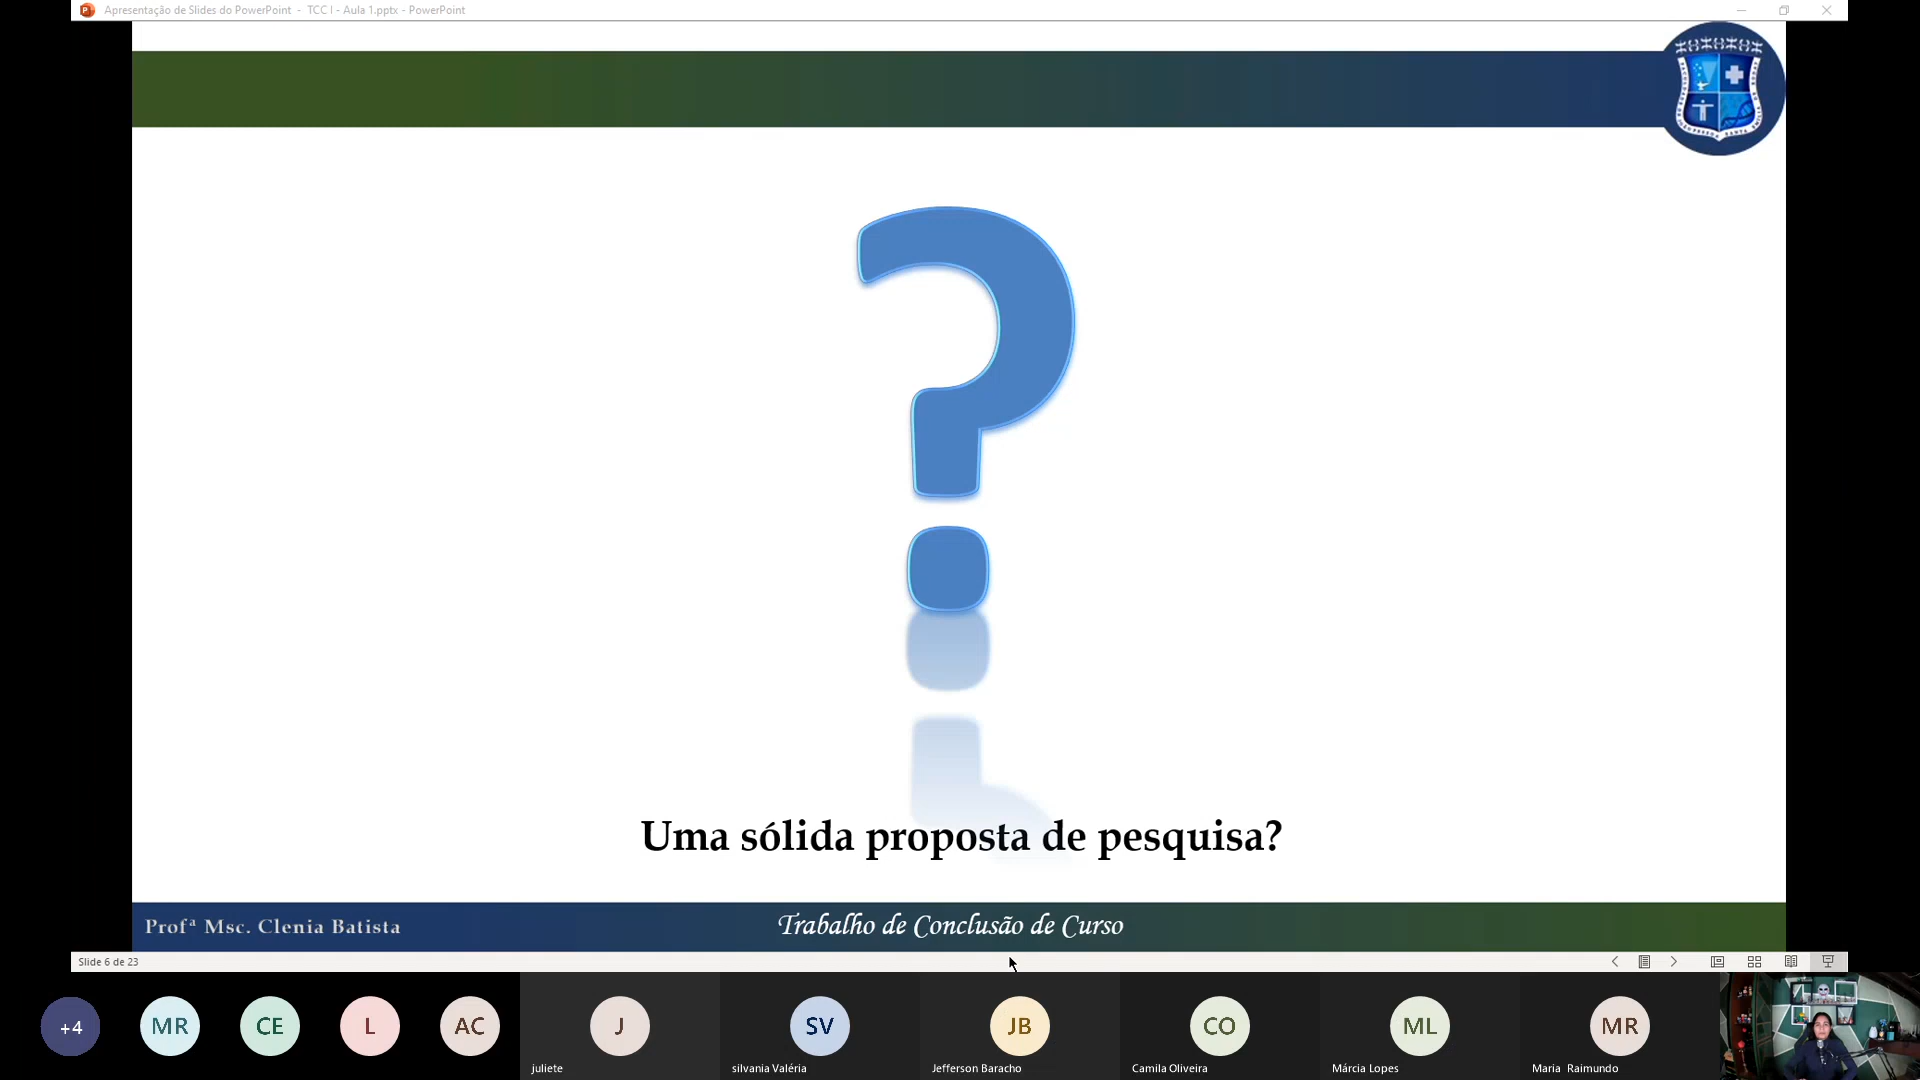 Apresentação de Slides do PowerPoint - TCC I - Aula 1.pptx - PowerPoint
?
Uma sólida proposta de pesquisa?
Profª Msc. Clenia Batista
Trabalho de Conclusão de Curso
Slide 6 de 23
+4
MR
CE
L
AC
J
SV
JB
CO
ML
MR
juliete
silvania Valéria
Jefferson Baracho
Camila Oliveira
Márcia Lopes
Maria Raimundo